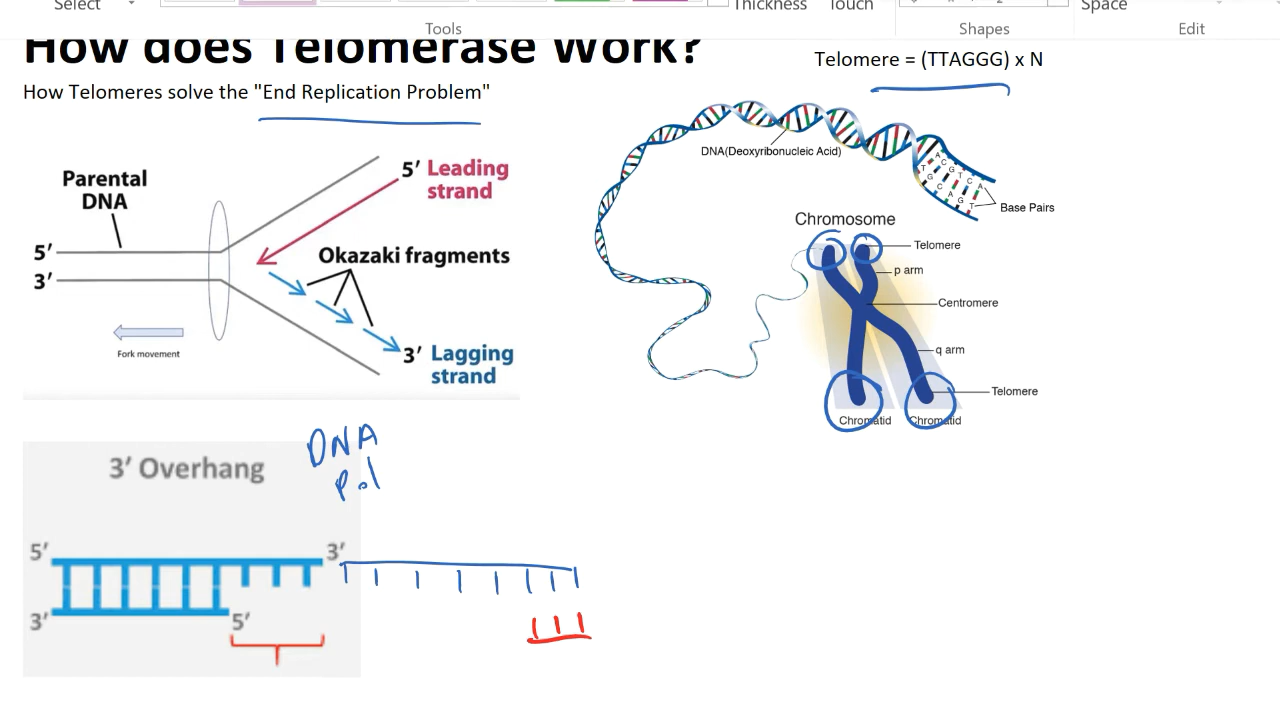 Select
Thickness
Touch
Space
Tools
Shapes
Edit
How does Telomerase Work?
Telomere = (TTAGGG) x N
How Telomeres solve the "End Replication Problem"
Parental
DNA
5′
3′
Fork movement
5′ Leading
strand
Okazaki fragments
3′ Lagging
strand
DNA(Deoxyribonucleic Acid)
A
C
G
T
T
C
G
A
C
A
G
T
Base Pairs
Chromosome
Telomere
p arm
Centromere
q arm
Telomere
Chromatid
Chromatid
DNA
pol
3′ Overhang
5′
3′
3′
5′